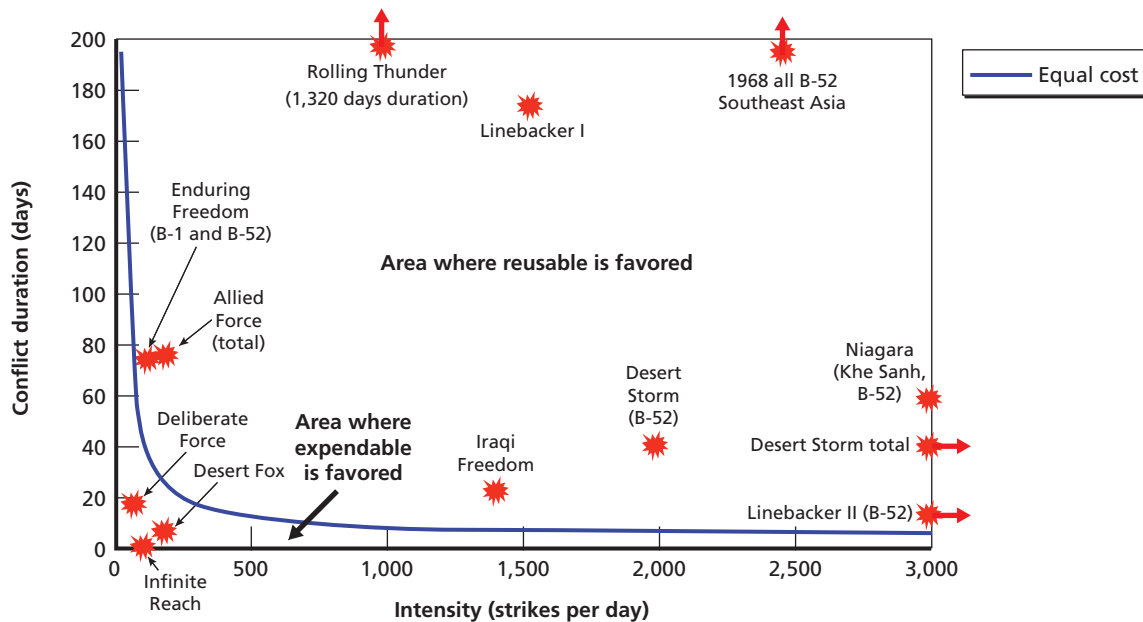 200
180
160
140
120
100
80
60
40
20
0
Conflict duration (days)
Rolling Thunder
(1,320 days duration)
Linebacker I
1968 all B-52
Southeast Asia
Equal cost
Enduring
Freedom
(B-1 and B-52)
Allied
Force
(total)
Area where reusable is favored
Deliberate
Force
Desert Fox
Area where
expendable
is favored
Iraqi
Freedom
Desert
Storm
(B-52)
Niagara
(Khe Sanh,
B-52)
Desert Storm total
Linebacker II (B-52)
Infinite
Reach
0
500
1,000
1,500
2,000
2,500
3,000
Intensity (strikes per day)